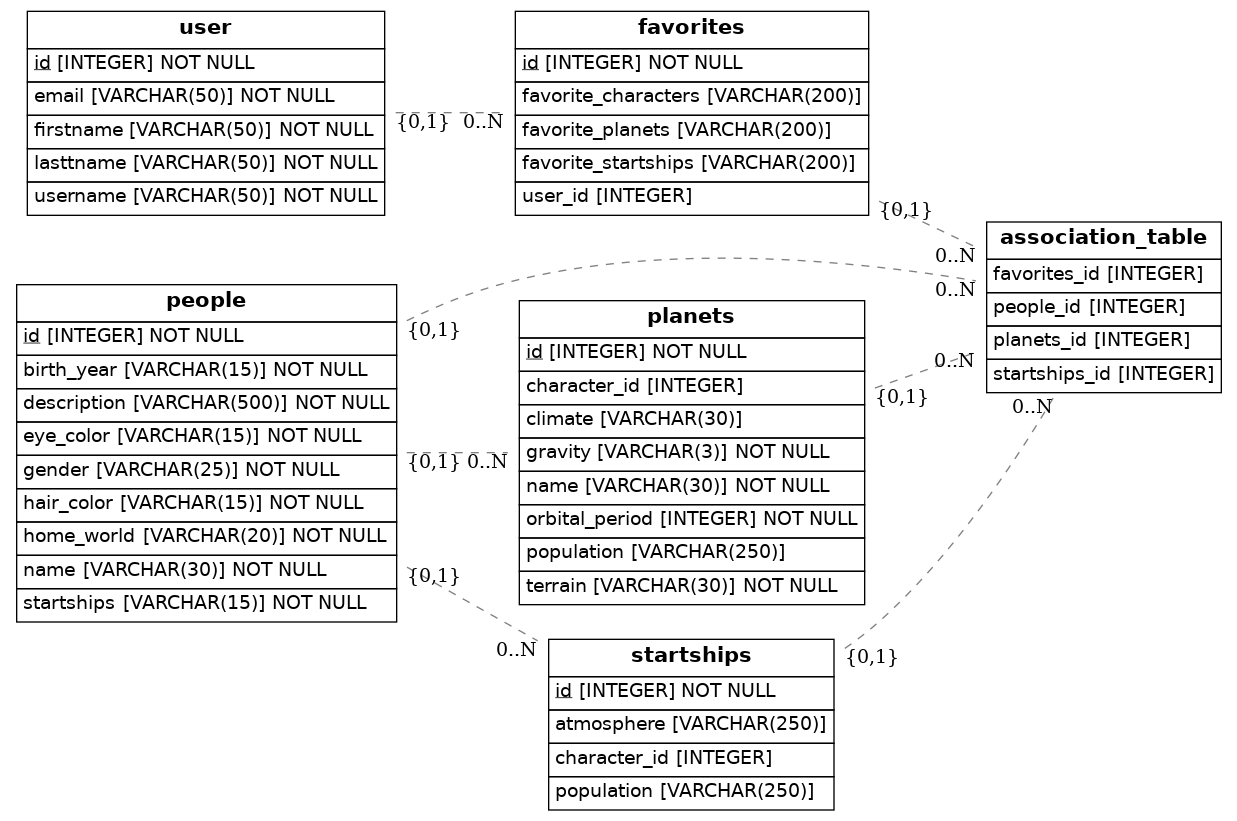 user
id [INTEGER] NOT NULL
email [VARCHAR(50)] NOT NULL
firstname [VARCHAR(50)] NOT NULL
lasttname [VARCHAR(50)] NOT NULL
username [VARCHAR(50)] NOT NULL
{0,1} 0..N
favorites
id [INTEGER] NOT NULL
favorite_characters [VARCHAR(200)]
favorite_planets [VARCHAR(200)]
favorite_startships [VARCHAR(200)]
user_id [INTEGER]
{0,1}
0..N
association_table
favorites_id [INTEGER]
people_id [INTEGER]
planets_id [INTEGER]
startships_id [INTEGER]
0..N
0..N
0..N
people
id [INTEGER] NOT NULL
birth_year [VARCHAR(15)] NOT NULL
description [VARCHAR(500)] NOT NULL
eye_color [VARCHAR(15)] NOT NULL
gender [VARCHAR(25)] NOT NULL
hair_color [VARCHAR(15)] NOT NULL
home_world [VARCHAR(20)] NOT NULL
name [VARCHAR(30)] NOT NULL
startships [VARCHAR(15)] NOT NULL
{0,1}
{0,1} 0..N
{0,1}
0..N
planets
id [INTEGER] NOT NULL
character_id [INTEGER]
climate [VARCHAR(30)]
gravity [VARCHAR(3)] NOT NULL
name [VARCHAR(30)] NOT NULL
orbital_period [INTEGER] NOT NULL
population [VARCHAR(250)]
terrain [VARCHAR(30)] NOT NULL
{0,1}
startships
id [INTEGER] NOT NULL
atmosphere [VARCHAR(250)]
character_id [INTEGER]
population [VARCHAR(250)]
{0,1}